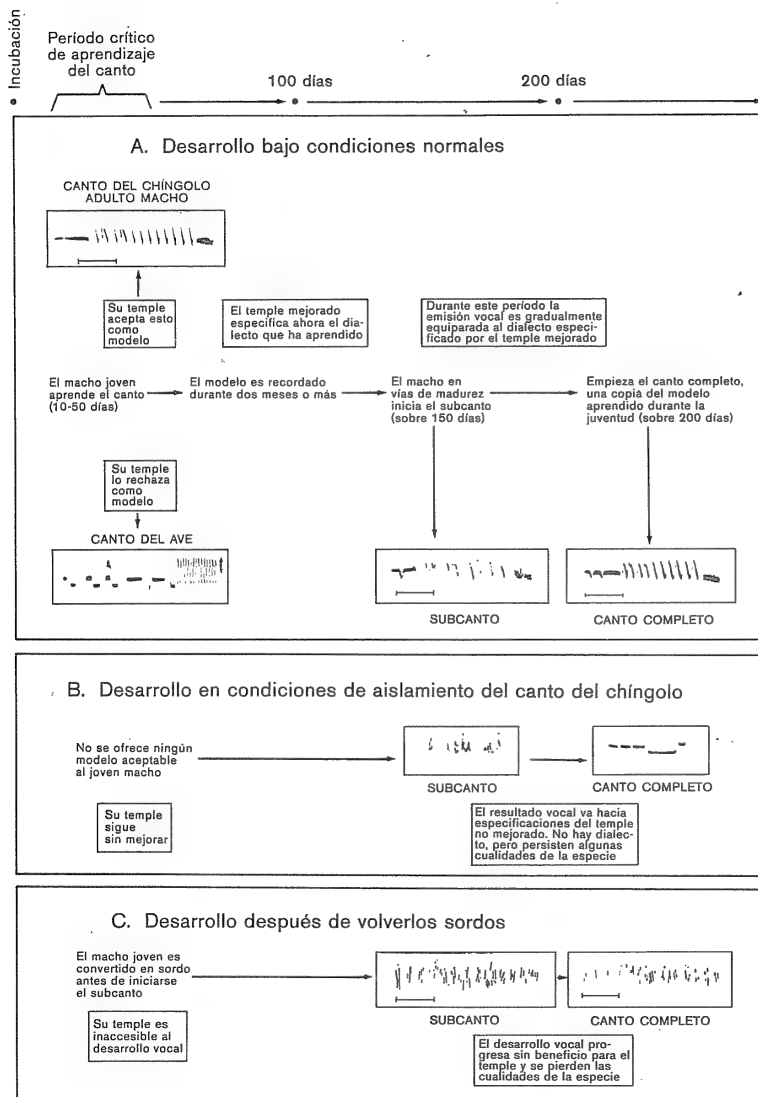 Incubación
Período crítico
de aprendizaje
del canto
100 días
200 días
A. Desarrollo bajo condiciones normales
CANTO DEL CHÍNGOLO
ADULTO MACHO
Su temple
acepta esto
como
modelo
El temple mejorado
especifica ahora el dia-
lecto que ha aprendido
Durante este período la
emisión vocal es gradualmente
equiparada al dialecto especi-
ficado por el temple mejorado
El macho joven
aprende el canto
(10-50 días)
El modelo es recordado
durante dos meses o más
El macho en
vías de madurez
inicia el subcanto
(sobre 150 días)
Empieza el canto completo,
una copia del modelo
aprendido durante la
juventud (sobre 200 días)
Su temple
lo rechaza
como
modelo
CANTO DEL AVE
SUBCANTO
CANTO COMPLETO
B. Desarrollo en condiciones de aislamiento del canto del chíngolo
No se ofrece ningún
modelo aceptable
al joven macho
SUBCANTO
CANTO COMPLETO
Su temple
sigue
sin mejorar
El resultado vocal va hacia
especificaciones del temple
no mejorado. No hay dialec-
to, pero persisten algunas
cualidades de la especie
C. Desarrollo después de volverlos sordos
El macho joven es
convertido en sordo
antes de iniciarse
el subcanto
SUBCANTO
CANTO COMPLETO
Su temple es
inaccesible al
desarrollo vocal
El desarrollo vocal pro-
gresa sin beneficio para el
temple y se pierden las
cualidades de la especie